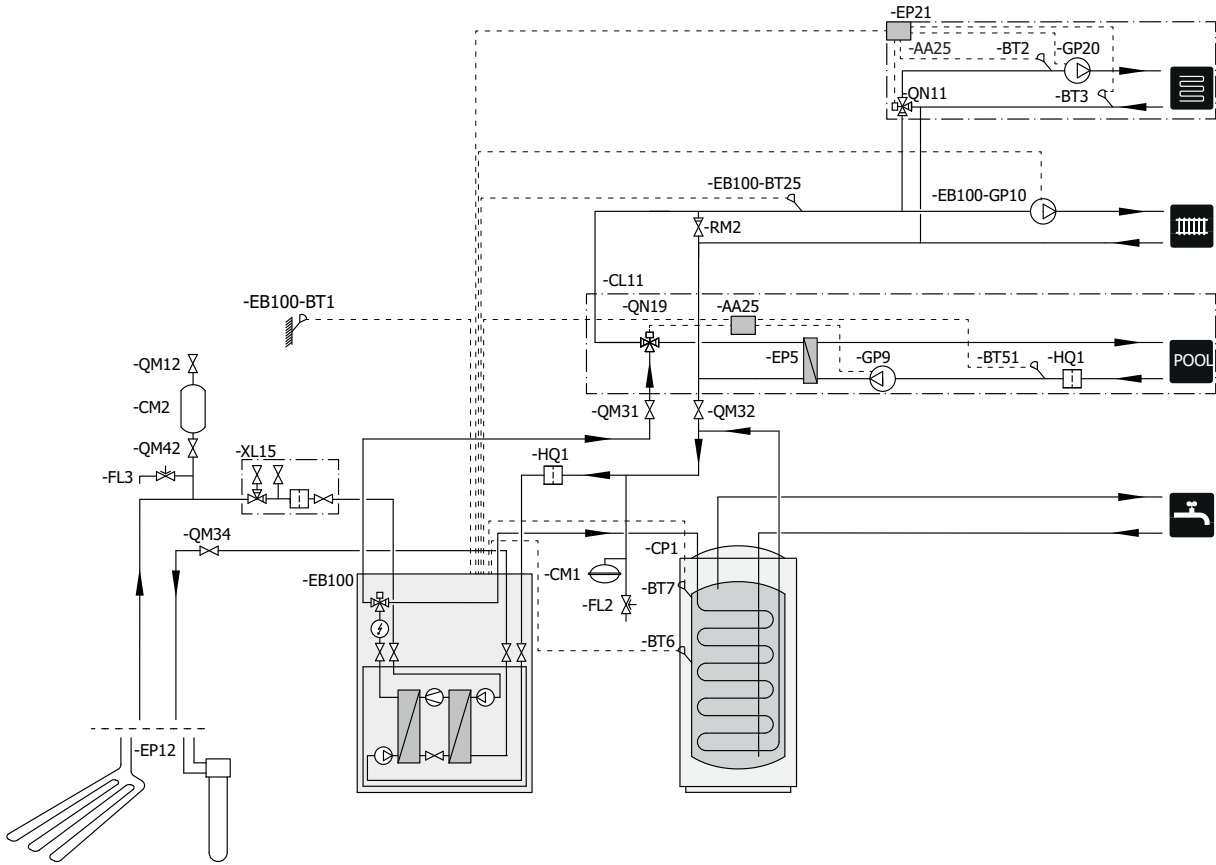 -EP21
-AA25
-BT2
-GP20
-QN11
-BT3
-EB100-BT25
-EB100-GP10
-RM2
-CL11
-EB100-BT1
-QN19
-AA25
-QM12
-EP5
-GP9
-BT51
-HQ1
POOL
-CM2
-QM31
-QM32
-QM42
-XL15
-HQ1
-FL3
-QM34
-CP1
-EB100
-CM1
-BT7
-FL2
-BT6
-EP12